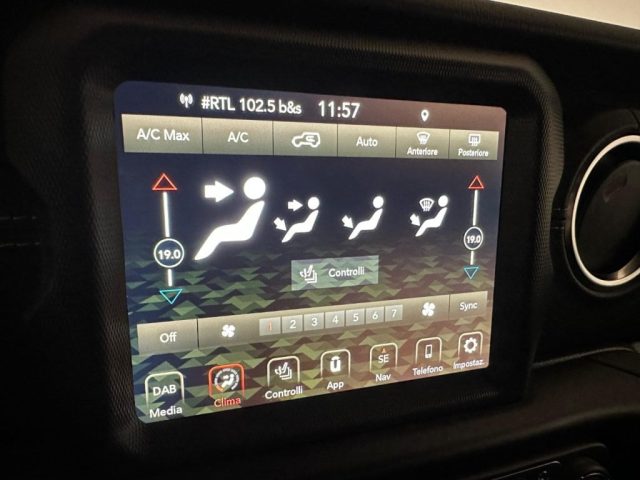 #RTL 102.5 b&s 11:57
A/C Max A/C Auto Anteriore Posteriore
19.0 19.0
Controlli
Off 1 2 3 4 5 6 7 Sync
DAB SE
Media Clima Controlli App Nav Telefono Impostaz.